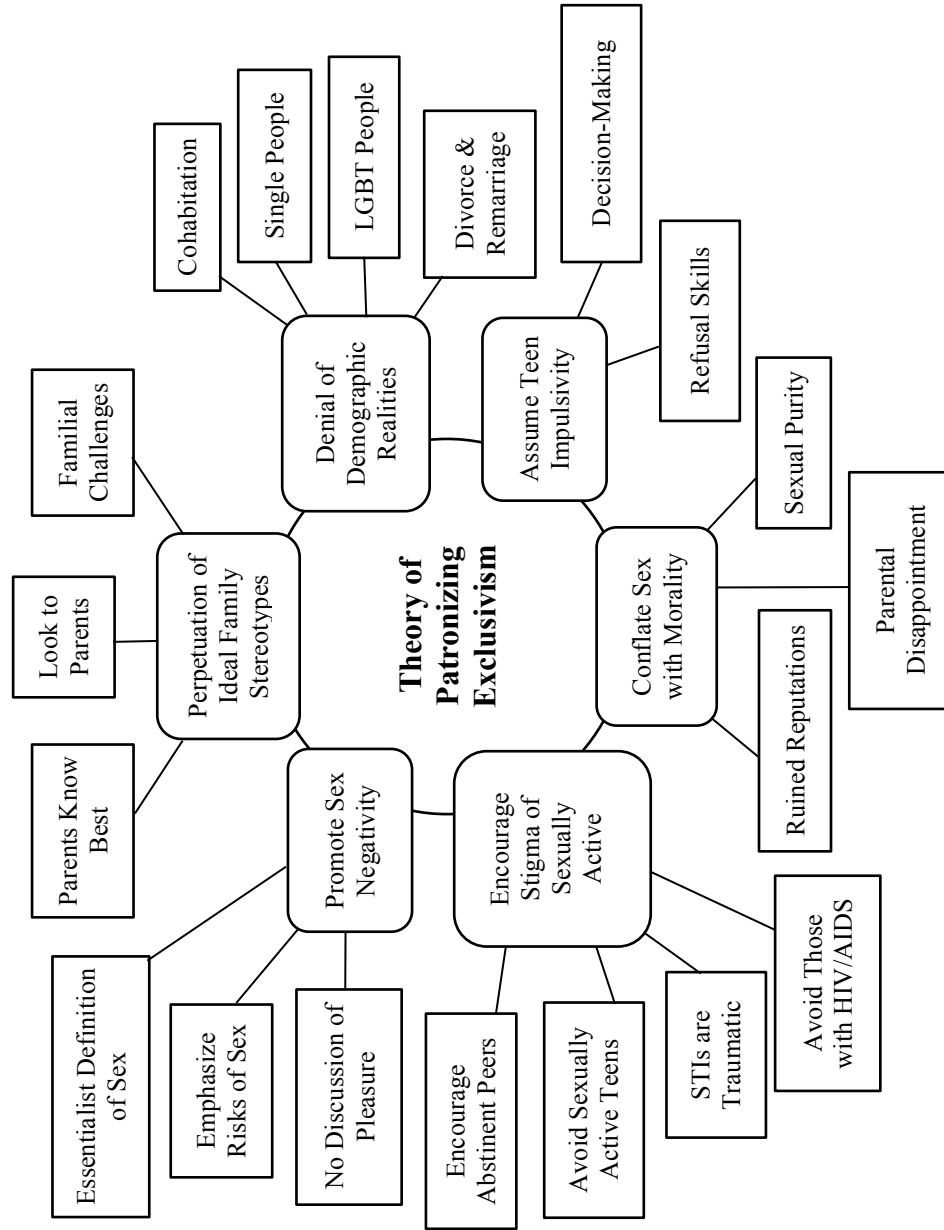 Theory of
Patronizing
Exclusivism
Perpetuation of
Ideal Family
Stereotypes
Parents Know
Best
Look to
Parents
Familial
Challenges
Denial of
Demographic
Realities
Cohabitation
Single People
LGBT People
Divorce &
Remarriage
Assume Teen
Impulsivity
Decision-Making
Refusal Skills
Conflate Sex
with Morality
Sexual Purity
Parental
Disappointment
Ruined Reputations
Encourage
Stigma of
Sexually
Active
Avoid Those
with HIV/AIDS
STIs are
Traumatic
Avoid Sexually
Active Teens
Encourage
Abstinent Peers
Promote Sex
Negativity
No Discussion of
Pleasure
Emphasize
Risks of Sex
Essentialist Definition
of Sex